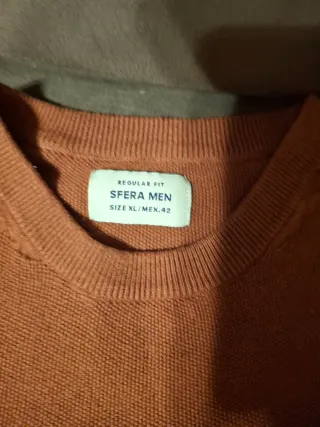 REGULAR FIT
SFERA MEN
SIZE XL/MEX.42